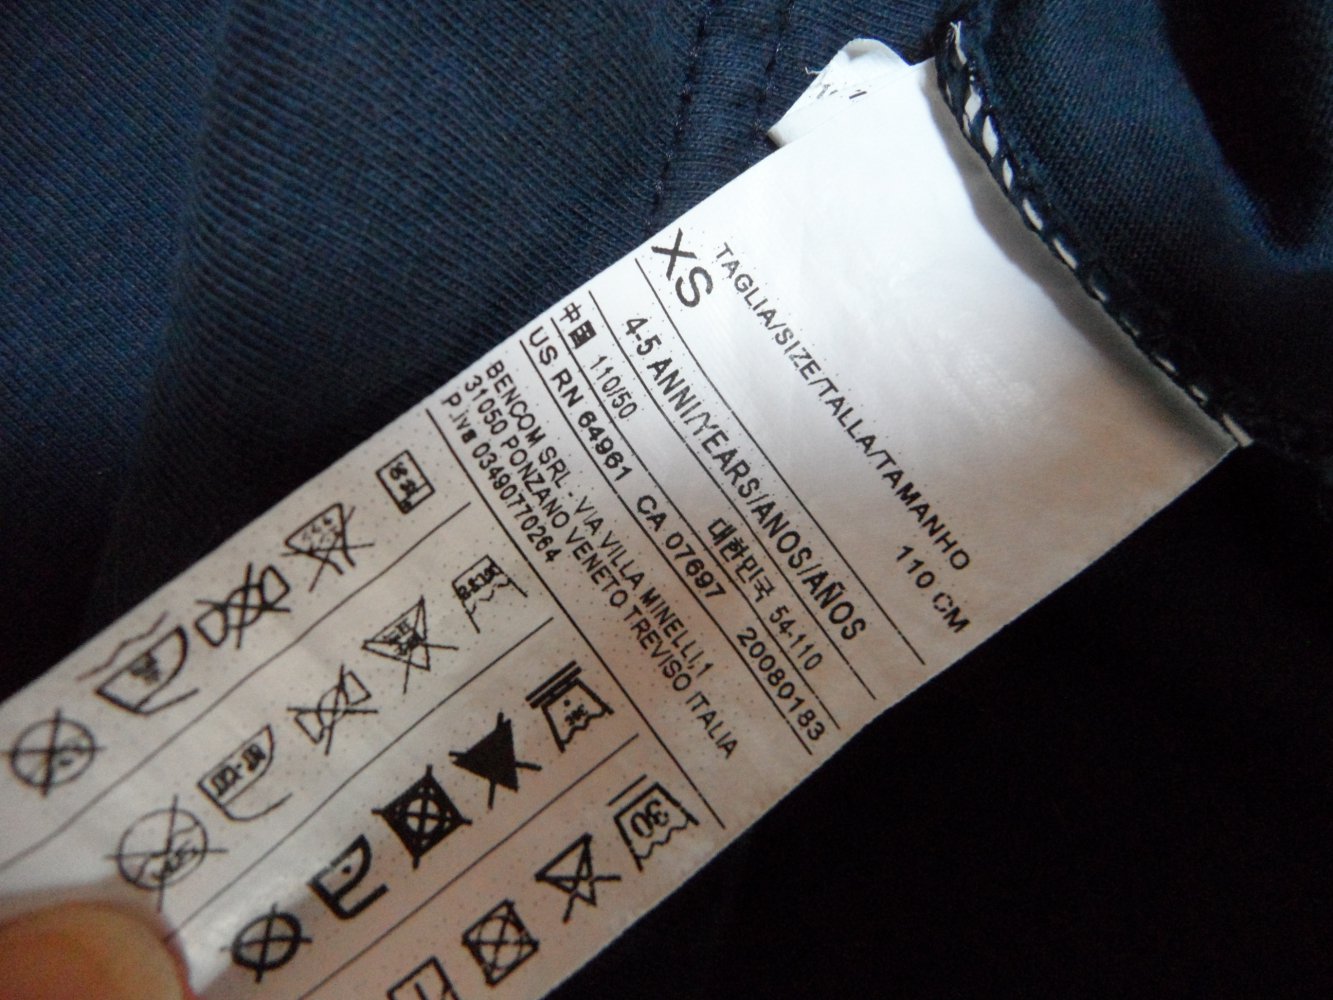 TAGLIA/SIZE/TALLA/TAMANHO
XS 110 CM
4-5 ANNI/YEARS/ANOS/AÑOS
中国 110/50 대한민국 54-110
US RN 64961 CA 07697 20080183
BENCOM SRL - VIA VILLA MINELLI,1
31050 PONZANO VENETO TREVISO ITALIA
P.iva 03490770264
30